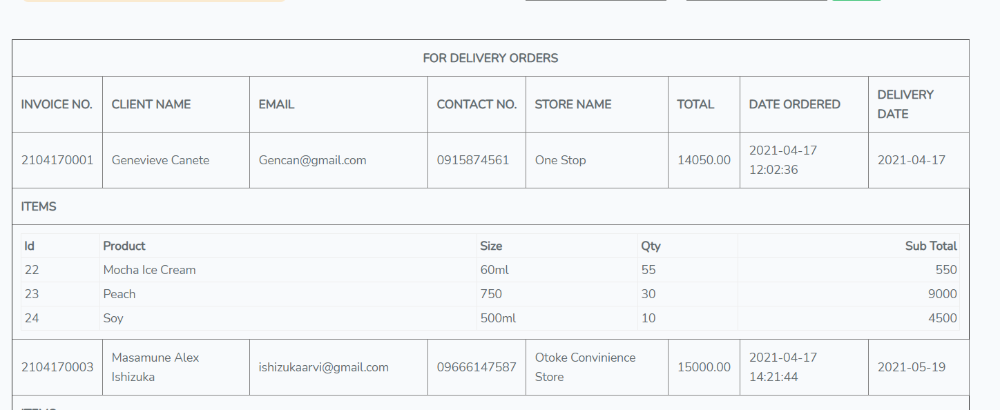 FOR DELIVERY ORDERS
INVOICE NO. CLIENT NAME EMAIL CONTACT NO. STORE NAME TOTAL DATE ORDERED DELIVERY DATE
2104170001 Genevieve Canete Gencan@gmail.com 0915874561 One Stop 14050.00 2021-04-17 12:02:36 2021-04-17
ITEMS
Id Product Size Qty Sub Total
22 Mocha Ice Cream 60ml 55 550
23 Peach 750 30 9000
24 Soy 500ml 10 4500
2104170003 Masamune Alex Ishizuka ishizukaarvi@gmail.com 09666147587 Otoke Convinience Store 15000.00 2021-04-17 14:21:44 2021-05-19
ITEMS